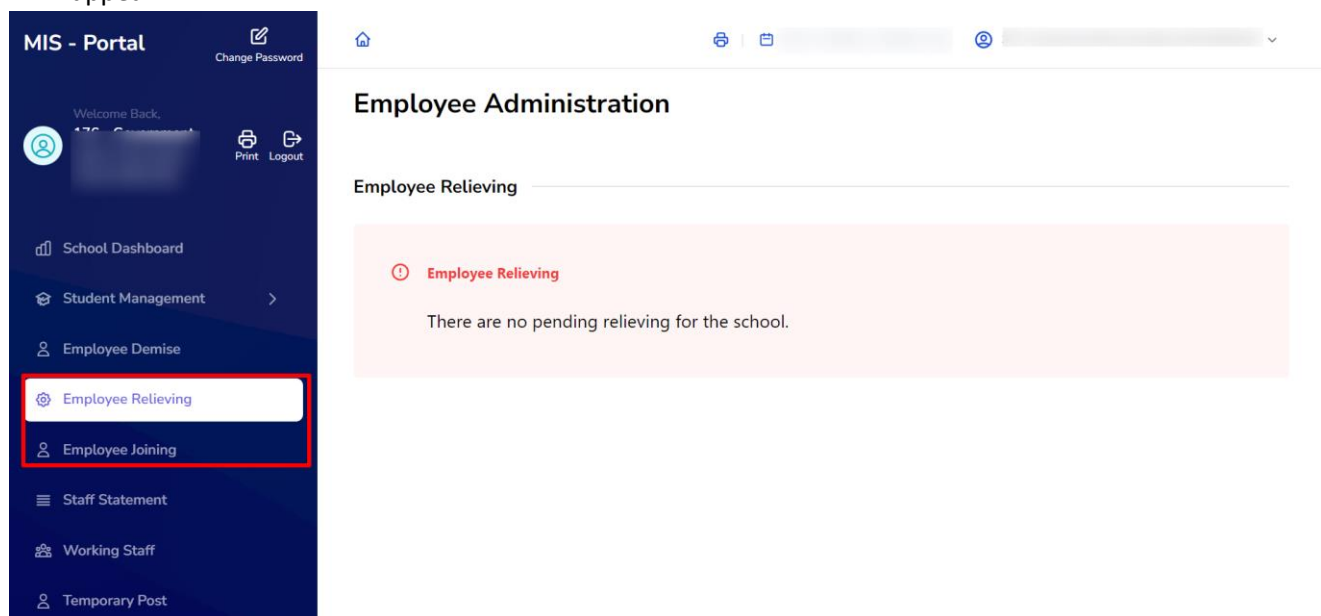 MIS - Portal
Change Password
Welcome Back,
Print Logout
School Dashboard
Student Management
Employee Demise
Employee Relieving
Employee Joining
Staff Statement
Working Staff
Temporary Post
Employee Administration
Employee Relieving
Employee Relieving
There are no pending relieving for the school.